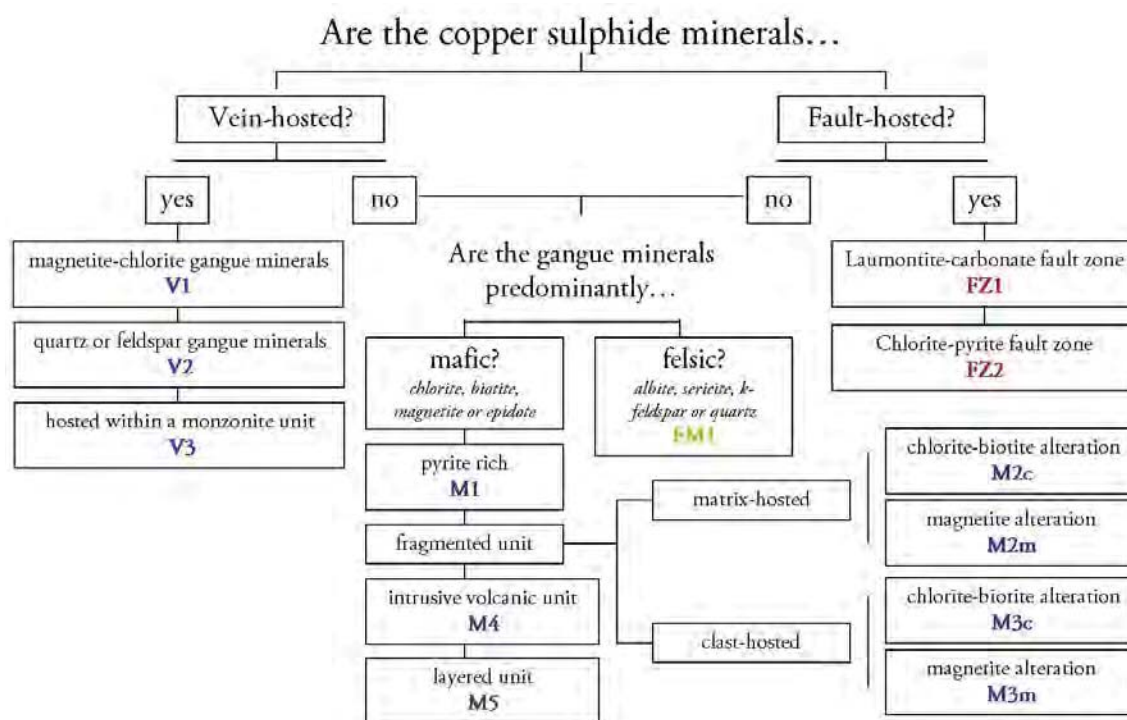 Are the copper sulphide minerals...
Vein-hosted?
Fault-hosted?
yes
no
no
yes
magnetite-chlorite gangue minerals
V1
quartz or feldspar gangue minerals
V2
hosted within a monzonite unit
V3
Are the gangue minerals
predominantly...
mafic?
chlorite, biotite,
magnetite or epidote
felsic?
albite, sericite, k-
feldspar or quartz
FM1
pyrite rich
M1
fragmented unit
intrusive volcanic unit
M4
layered unit
M5
matrix-hosted
clast-hosted
Laumontite-carbonate fault zone
FZ1
Chlorite-pyrite fault zone
FZ2
chlorite-biotite alteration
M2c
magnetite alteration
M2m
chlorite-biotite alteration
M3c
magnetite alteration
M3m